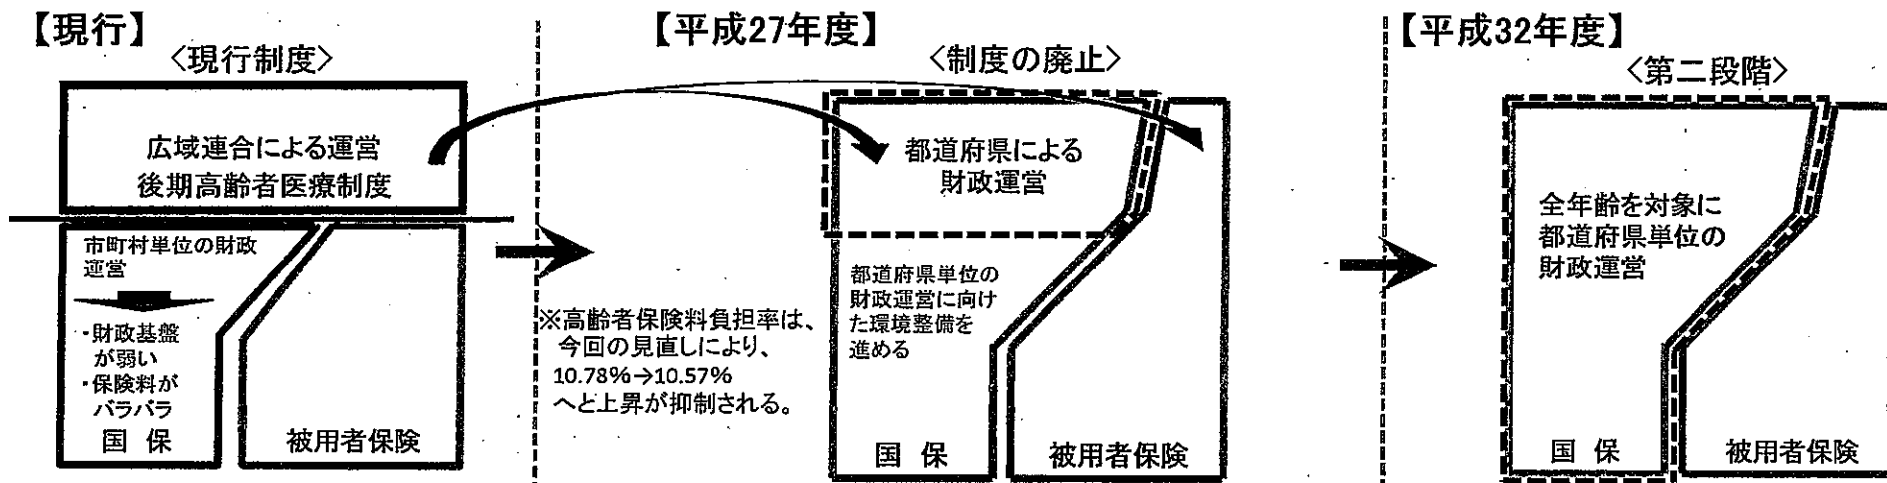 【現行】
〈現行制度〉
広域連合による運営
後期高齢者医療制度
市町村単位の財政
運営
・財政基盤
が弱い
・保険料が
バラバラ
国 保
被用者保険
【平成27年度】
〈制度の廃止〉
都道府県による
財政運営
都道府県単位の
財政運営に向け
た環境整備を
進める
※高齢者保険料負担率は、
今回の見直しにより、
10.78%→10.57%
へと上昇が抑制される。
国 保
被用者保険
【平成32年度】
〈第二段階〉
全年齢を対象に
都道府県単位の
財政運営
国 保
被用者保険